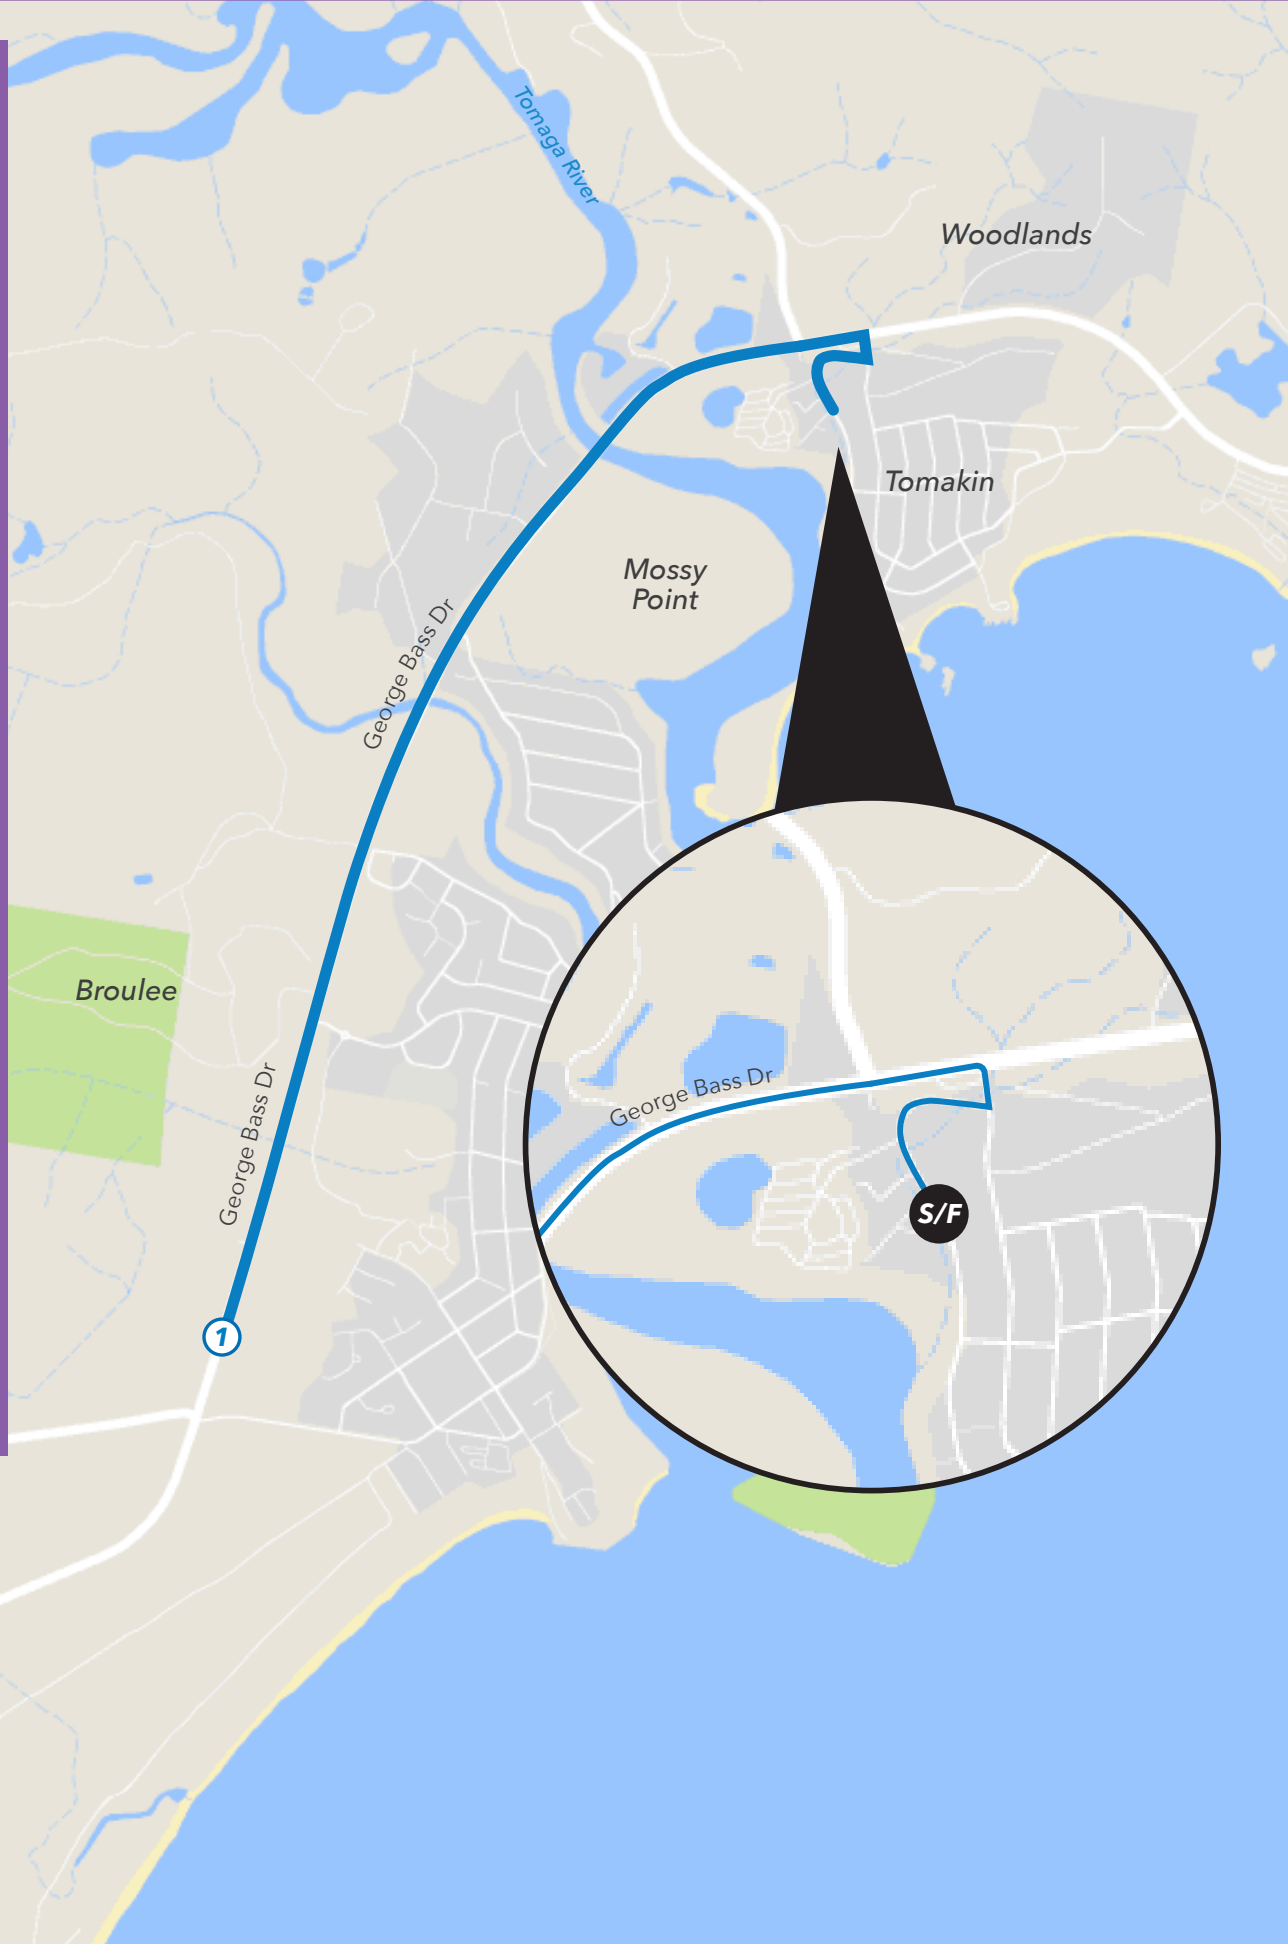 Tomaga River
Woodlands
Tomakin
Mossy
Point
George Bass Dr
Broulee
George Bass Dr
George Bass Dr
S/F
1